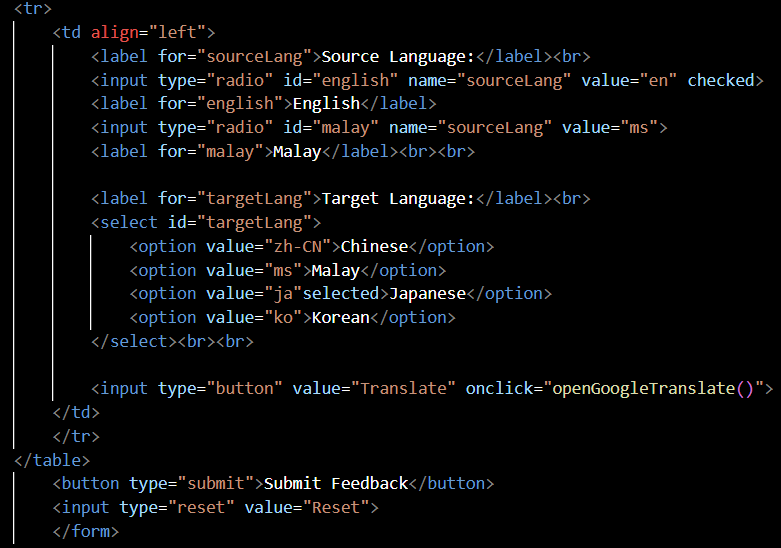 <tr>
<td align="left">
<label for="sourceLang">Source Language:</label><br>
<input type="radio" id="english" name="sourceLang" value="en" checked>
<label for="english">English</label>
<input type="radio" id="malay" name="sourceLang" value="ms">
<label for="malay">Malay</label><br><br>
<label for="targetLang">Target Language:</label><br>
<select id="targetLang">
<option value="zh-CN">Chinese</option>
<option value="ms">Malay</option>
<option value="ja"selected>Japanese</option>
<option value="ko">Korean</option>
</select><br><br>
<input type="button" value="Translate" onclick="openGoogleTranslate()">
</td>
</tr>
</table>
<button type="submit">Submit Feedback</button>
<input type="reset" value="Reset">
</form>